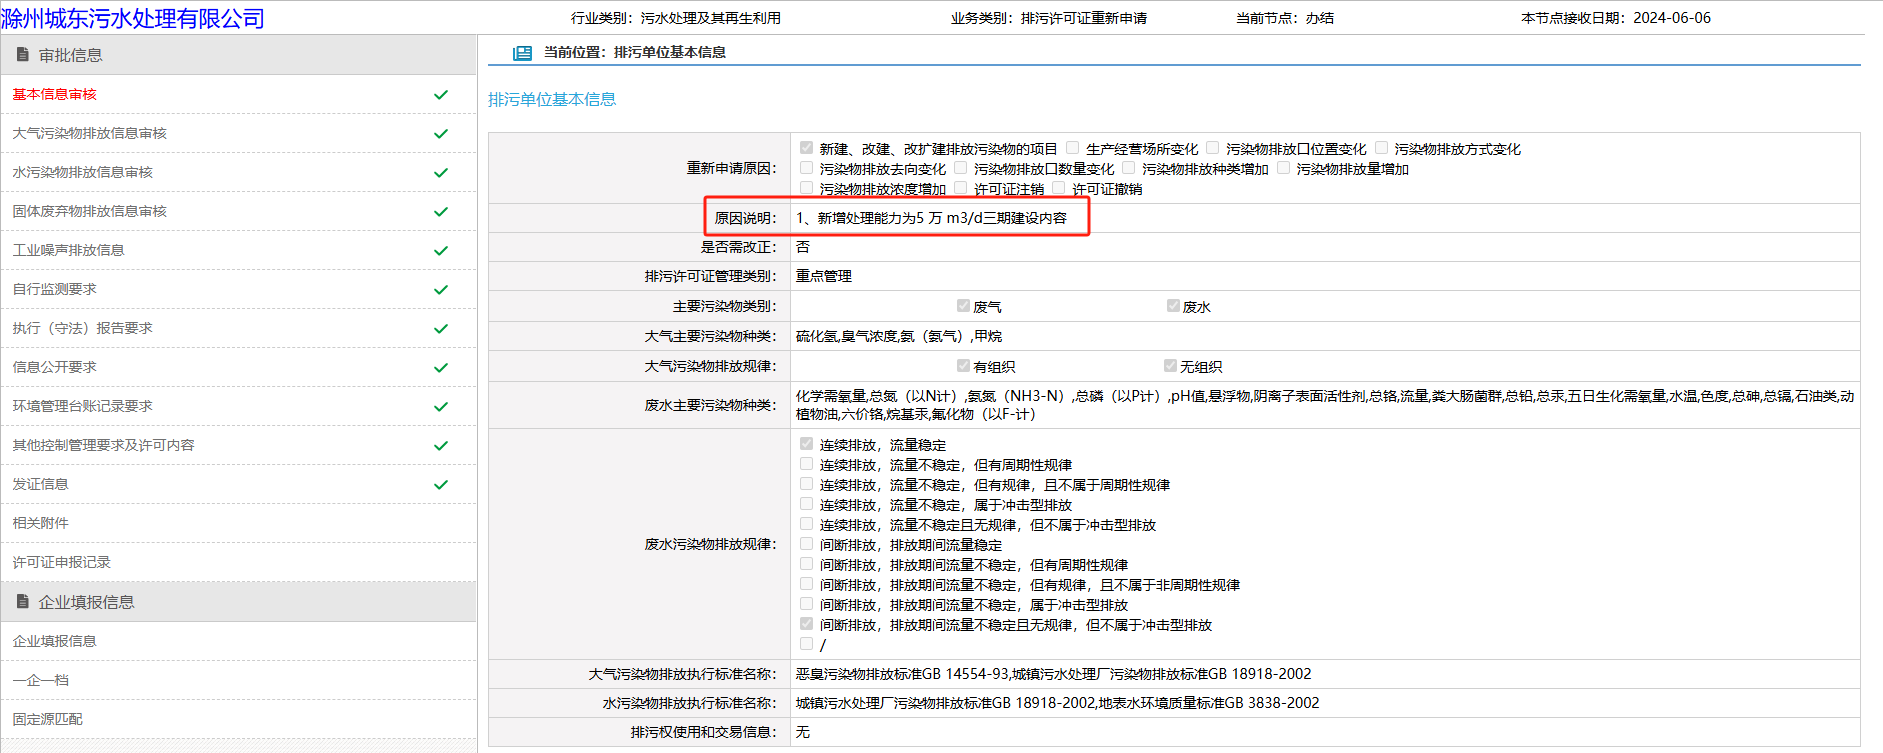 滁州城东污水处理有限公司
行业类别：污水处理及其再生利用
业务类别：排污许可证重新申请
当前节点：办结
本节点接收日期：2024-06-06
审批信息
基本信息审核
大气污染物排放信息审核
水污染物排放信息审核
固体废弃物排放信息审核
工业噪声排放信息
自行监测要求
执行（守法）报告要求
信息公开要求
环境管理台账记录要求
其他控制管理要求及许可内容
发证信息
相关附件
许可证申报记录
企业填报信息
企业填报信息
一企一档
固定源匹配
当前位置：排污单位基本信息
排污单位基本信息
重新申请原因：
新建、改建、改扩建排放污染物的项目 生产经营场所变化 污染物排放口位置变化 污染物排放方式变化
污染物排放去向变化 污染物排放口数量变化 污染物排放种类增加 污染物排放量增加
污染物排放浓度增加 许可证注销 许可证撤销
原因说明：
1、新增处理能力为5 万 m3/d三期建设内容
是否需改正：
否
排污许可证管理类别：
重点管理
主要污染物类别：
废气 废水
大气主要污染物种类：
硫化氢,臭气浓度,氨（氨气）,甲烷
大气污染物排放规律：
有组织 无组织
废水主要污染物种类：
化学需氧量,总氮（以N计）,氨氮（NH3-N）,总磷（以P计）,pH值,悬浮物,阴离子表面活性剂,总铬,流量,粪大肠菌群,总铅,总汞,五日生化需氧量,水温,色度,总砷,总镉,石油类,动
植物油,六价铬,烷基汞,氟化物（以F-计）
废水污染物排放规律：
连续排放，流量稳定
连续排放，流量不稳定，但有周期性规律
连续排放，流量不稳定，但有规律，且不属于周期性规律
连续排放，流量不稳定，属于冲击型排放
连续排放，流量不稳定且无规律，但不属于冲击型排放
间断排放，排放期间流量稳定
间断排放，排放期间流量不稳定，但有周期性规律
间断排放，排放期间流量不稳定，但有规律，且不属于非周期性规律
间断排放，排放期间流量不稳定，属于冲击型排放
间断排放，排放期间流量不稳定且无规律，但不属于冲击型排放
/
大气污染物排放执行标准名称：
恶臭污染物排放标准GB 14554-93,城镇污水处理厂污染物排放标准GB 18918-2002
水污染物排放执行标准名称：
城镇污水处理厂污染物排放标准GB 18918-2002,地表水环境质量标准GB 3838-2002
排污权使用和交易信息：
无